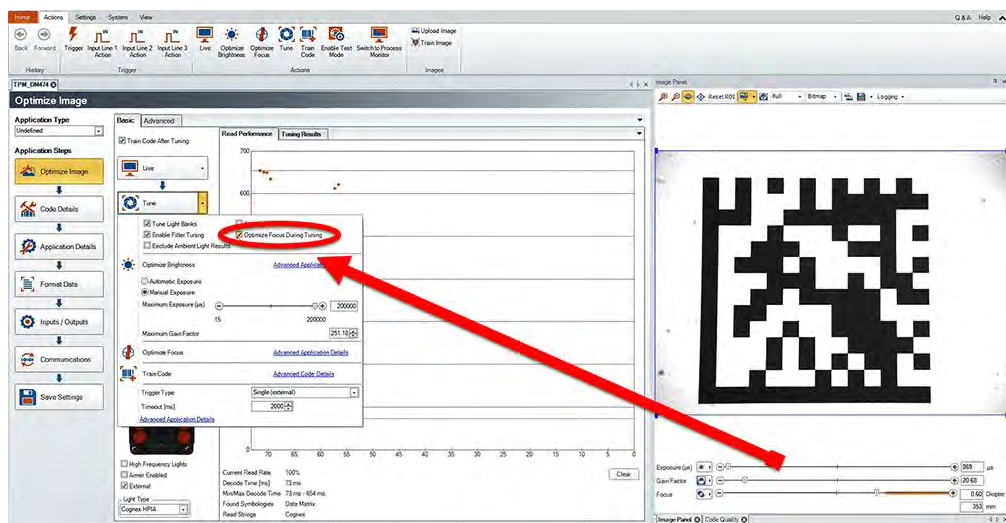 Home Actions Settings System View Q & A Help
Back Forward Trigger Input Line 1 Action Input Line 2 Action Input Line 3 Action Live Optimize Brightness Optimize Focus Tune Train Code Enable Test Mode Switch to Process Monitor Upload Image Train Image
History Trigger Actions Images
TPM_DM474 Image Panel
Optimize Image
Reset ROI Full Bitmap Logging
Application Type
Undefined
Application Steps
Optimize Image
Code Details
Application Details
Format Data
Inputs / Outputs
Communications
Save Settings
Basic Advanced
Train Code After Tuning
Live
Tune
Read Performance Tuning Results
700
600
Tune Light Banks
Enable Filter Tuning Optimize Focus During Tuning
Exclude Ambient Light Results
Optimize Brightness
Automatic Exposure
Manual Exposure
Maximum Exposure (µs) 200000
15 200000
Maximum Gain Factor 251.18
Optimize Focus Advanced Application Details
Train Code Advanced Code Details
Trigger Type Single (external)
Timeout [ms] 2000
Advanced Application Details
0
70 65 60 55 50 45 40 35 30 25 20 15 10 5 0
High Frequency Lights
Aimer Enabled
External
Light Type
Cognex HPIA
Current Read Rate 100%
Decode Time [ms] 73 ms
Min/Max Decode Time 73 ms - 654 ms
Found Symbologies Data Matrix
Read Strings Cognex
Clear
Exposure (µs) 869 µs
Gain Factor 20.68
Focus 0.60 Diopter
353 mm
Image Panel Code Quality